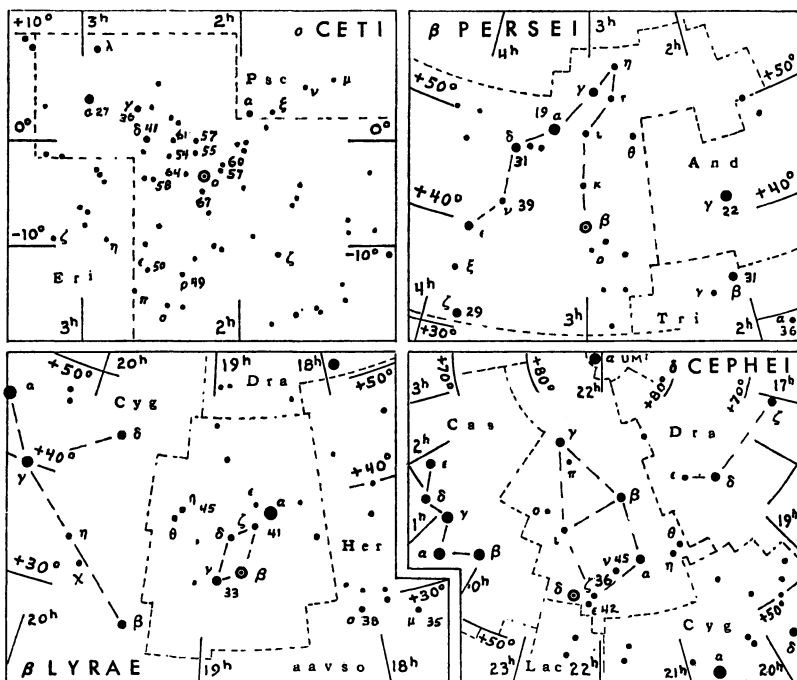 +10° 3h λ 2h ο CETI
Psc μ
ν
α ξ
α 27 γ
36
δ 41 61 57
0° 0°
54 55 60
64 57
58 ο
67
-10° ζ η ε 50 ο 49 ζ -10°
Eri
π
σ
3h 2h
β PERSEI
4h 3h 2h
η
+50° γ τ +50°
19 α
δ ι
31 θ And
κ
+40° ν 39 γ +40°
22
ε β
ρ
ξ 31
γ β
4h ζ 29 Tri α
+30° 3h 2h 36
20h 19h 18h
+50° Dra +50°
α Cyg
δ
+40° +40°
γ
η 45 ε α
θ ζ 41
η δ Her
+30° χ
ν β
33 +30°
ο 38 μ 35
20h β
β LYRAE 19h aavso 18h
+70° +80° α UMi δ CEPHEI
3h 22h +80° +70° 17h
ζ
Cas γ Dra
2h ε π ε δ
δ β
1h γ ο 19h
α β ι θ
ν 45 α η
0h δ ζ 36
ε 42 +50°
+50° Cyg
δ
23h Lac 22h 21h α 20h